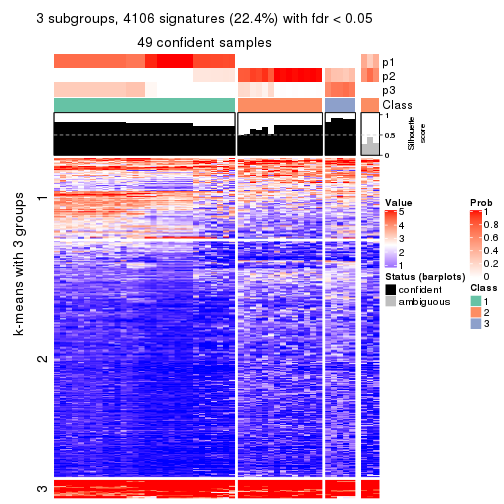 3 subgroups, 4106 signatures (22.4%) with fdr < 0.05
49 confident samples
p1
p2
p3
Class
1
0.5
0
Silhouette
score
k-means with 3 groups
1
2
3
Value
5
4
3
2
1
Status (barplots)
confident
ambiguous
Prob
1
0.8
0.6
0.4
0.2
0
Class
1
2
3